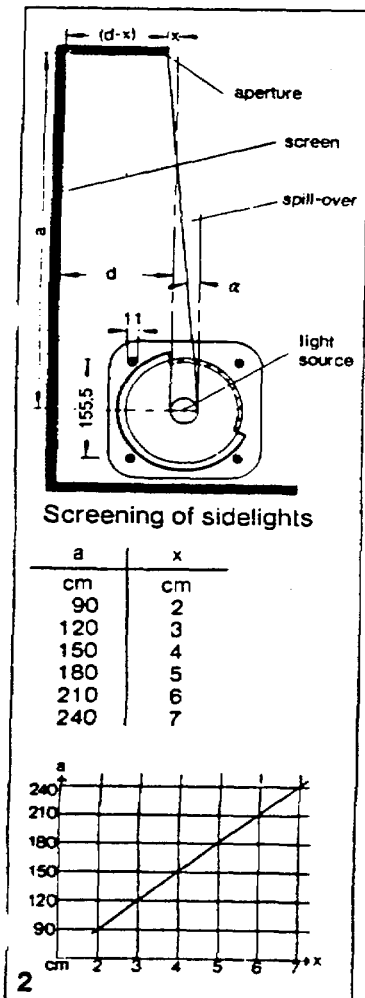 (d-x) x
aperture
screen
spill-over
a
d
α
11
light
source
155,5
Screening of sidelights
a x
cm cm
90 2
120 3
150 4
180 5
210 6
240 7
a
240
210
180
150
120
90
cm 2 3 4 5 6 7 x
2